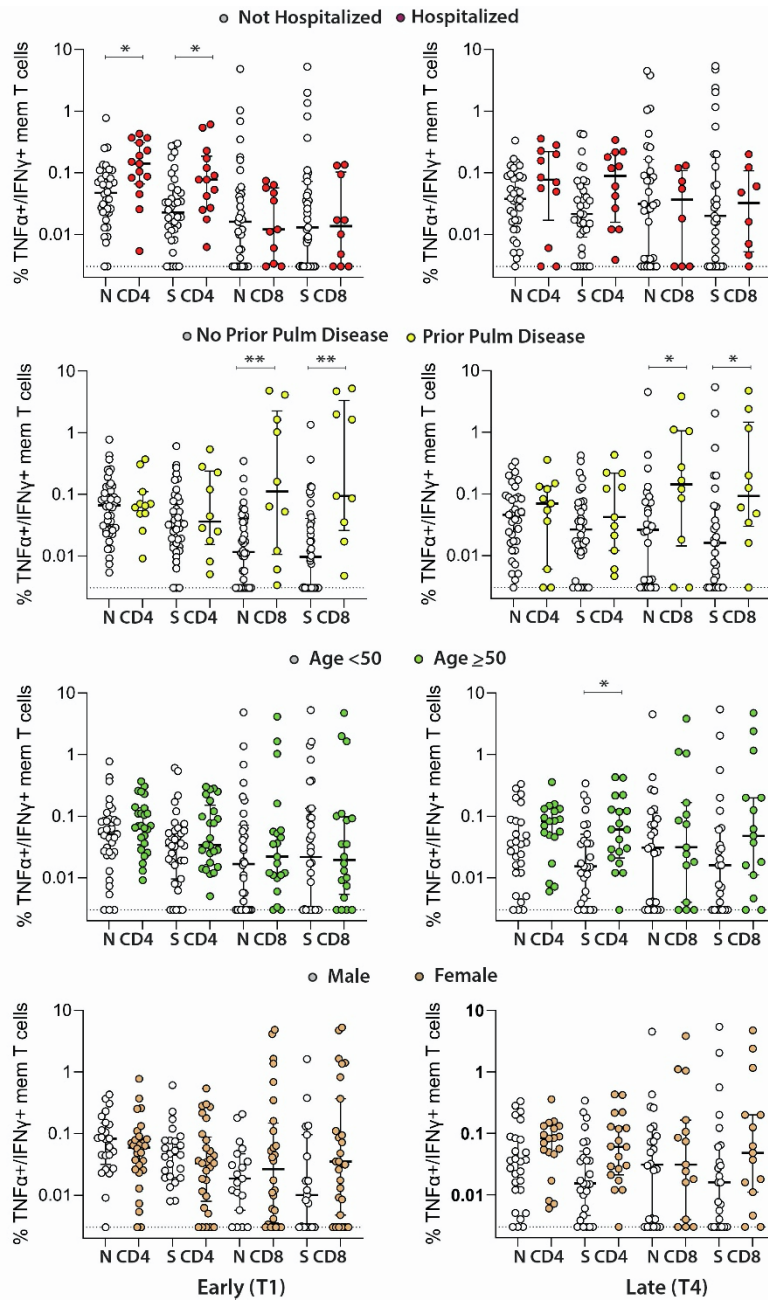 Not Hospitalized Hospitalized
% TNFα+/IFNγ+ mem T cells
10
1
0.1
0.01
* *
N CD4 S CD4 N CD8 S CD8
% TNFα+/IFNγ+ mem T cells
10
1
0.1
0.01
N CD4 S CD4 N CD8 S CD8
No Prior Pulm Disease Prior Pulm Disease
% TNFα+/IFNγ+ mem T cells
10
1
0.1
0.01
** **
N CD4 S CD4 N CD8 S CD8
% TNFα+/IFNγ+ mem T cells
10
1
0.1
0.01
* *
N CD4 S CD4 N CD8 S CD8
Age <50 Age ≥50
% TNFα+/IFNγ+ mem T cells
10
1
0.1
0.01
N CD4 S CD4 N CD8 S CD8
% TNFα+/IFNγ+ mem T cells
10
1
0.1
0.01
*
N CD4 S CD4 N CD8 S CD8
Male Female
% TNFα+/IFNγ+ mem T cells
10
1
0.1
0.01
N CD4 S CD4 N CD8 S CD8
Early (T1)
% TNFα+/IFNγ+ mem T cells
10
1
0.1
0.01
N CD4 S CD4 N CD8 S CD8
Late (T4)